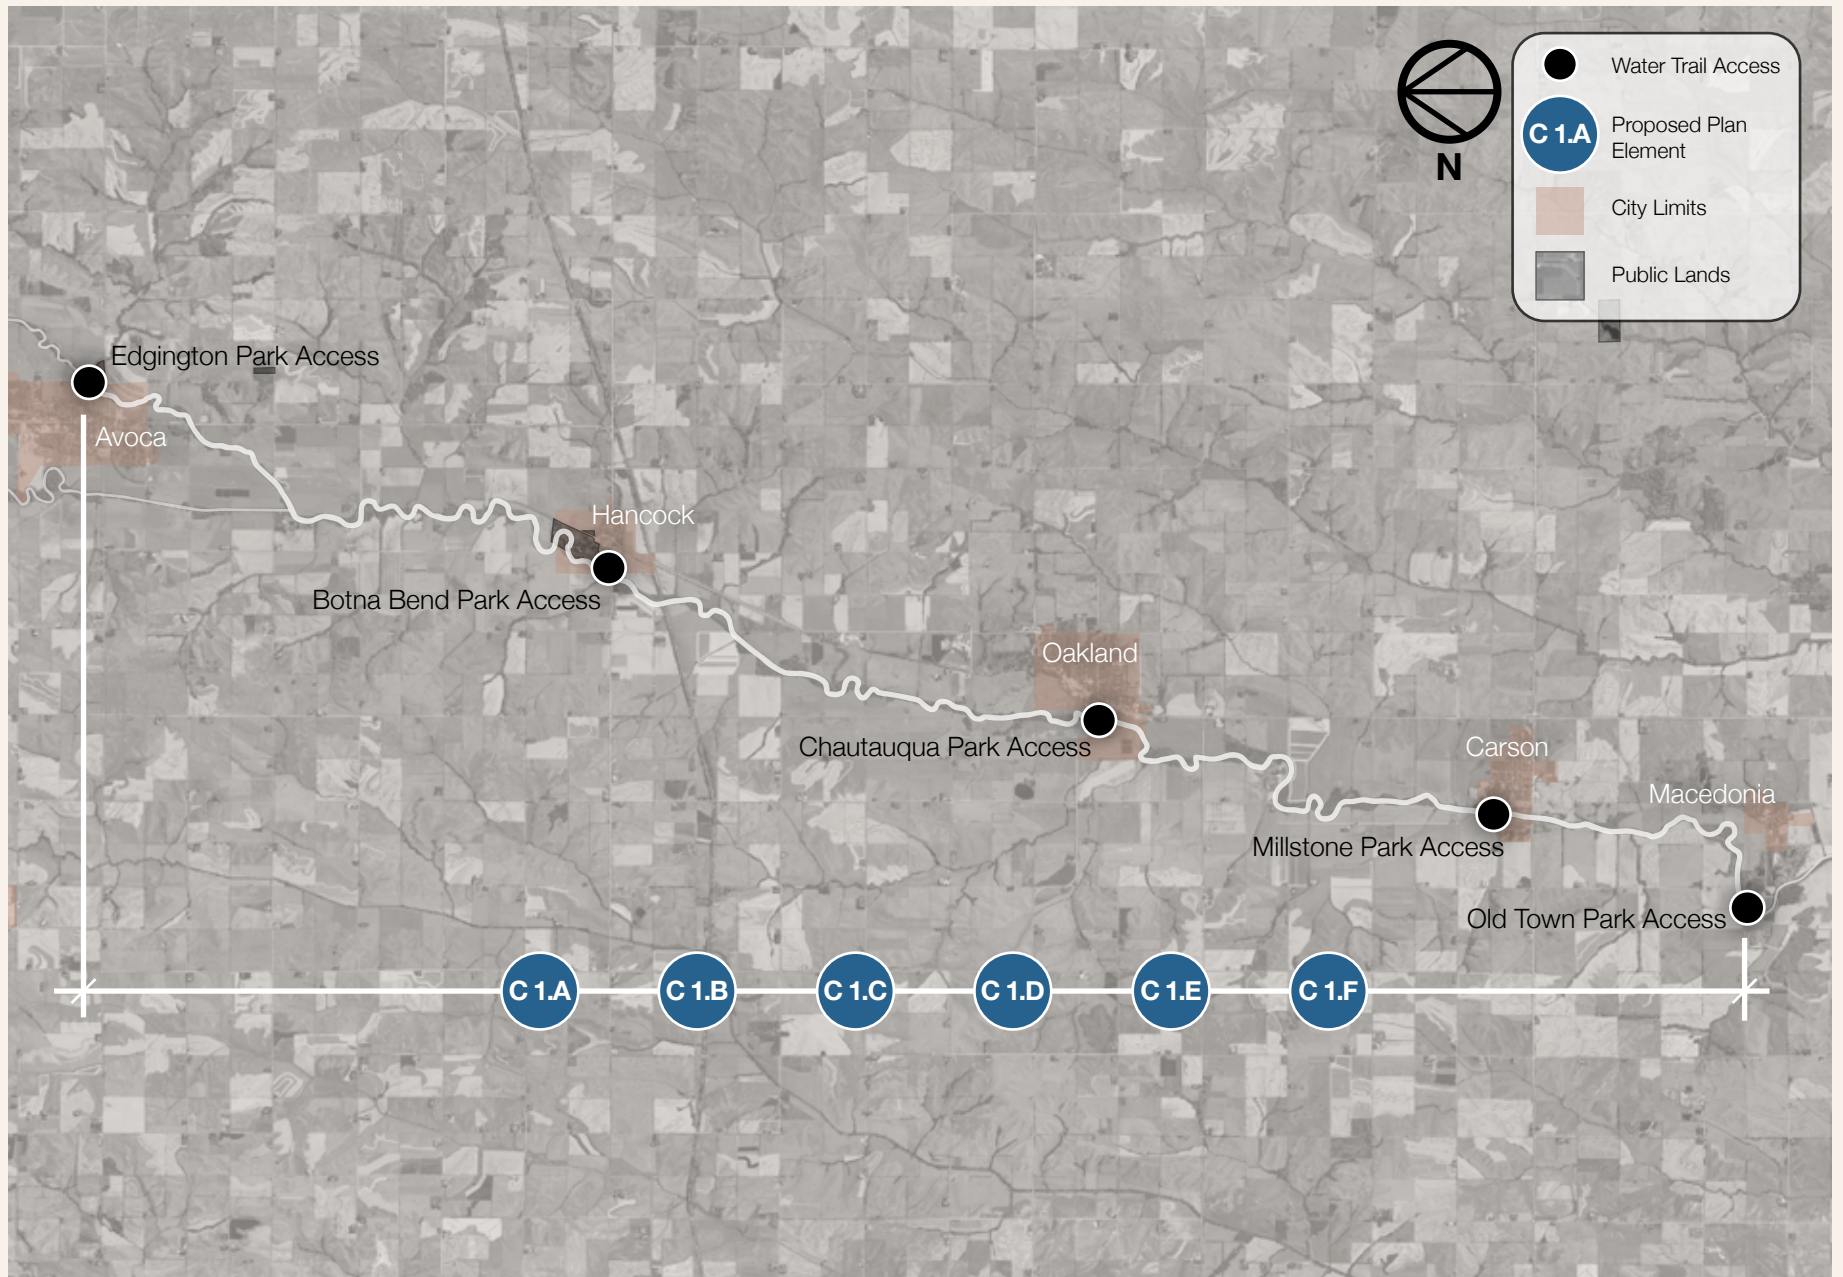 Water Trail Access
C 1.A
Proposed Plan
Element
City Limits
Public Lands
N
Edgington Park Access
Avoca
Hancock
Botna Bend Park Access
Oakland
Chautauqua Park Access
Carson
Macedonia
Millstone Park Access
Old Town Park Access
C 1.A
C 1.B
C 1.C
C 1.D
C 1.E
C 1.F